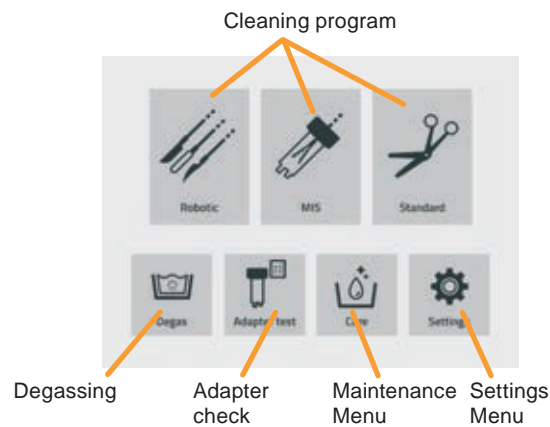 Cleaning program
Robotic MIS Standard
Degas Adapter test Care Settings
Degassing Adapter check Maintenance Menu Settings Menu